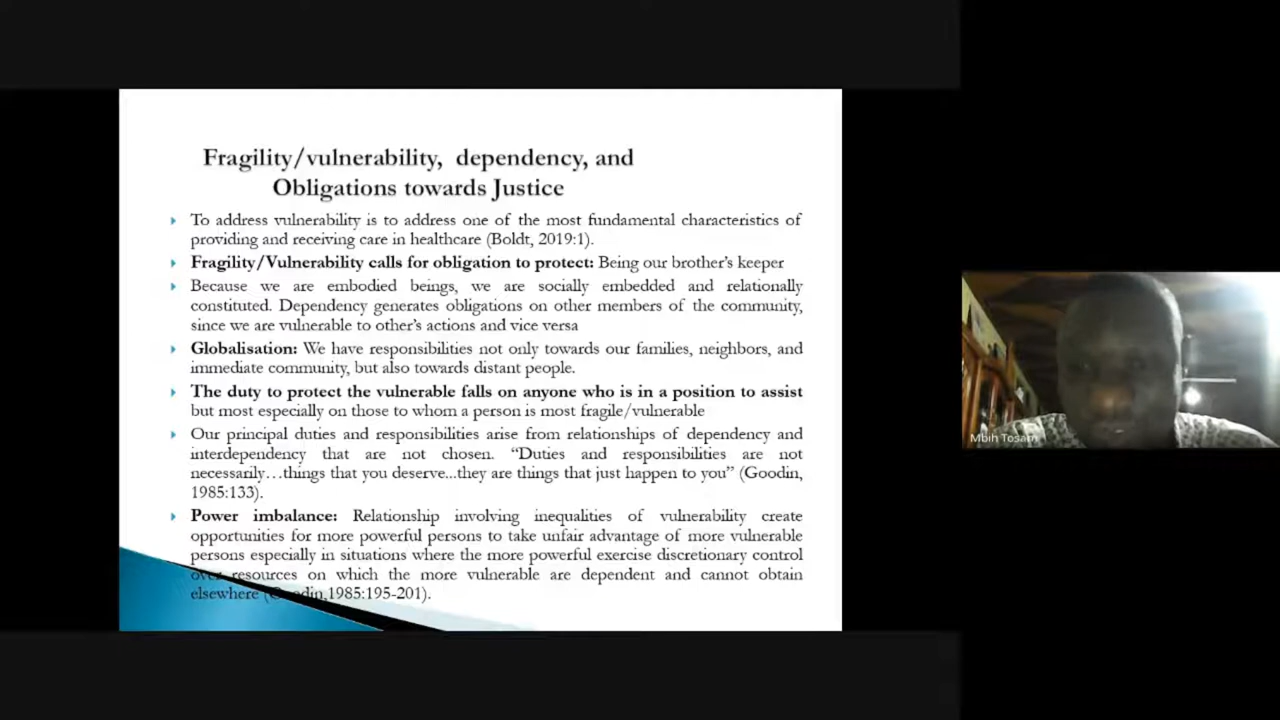 Fragility/vulnerability, dependency, and
Obligations towards Justice
To address vulnerability is to address one of the most fundamental characteristics of
providing and receiving care in healthcare (Boldt, 2019:1).
Fragility/Vulnerability calls for obligation to protect: Being our brother's keeper
Because we are embodied beings, we are socially embedded and relationally
constituted. Dependency generates obligations on other members of the community,
since we are vulnerable to other's actions and vice versa
Globalisation: We have responsibilities not only towards our families, neighbors, and
immediate community, but also towards distant people.
The duty to protect the vulnerable falls on anyone who is in a position to assist
but most especially on those to whom a person is most fragile/vulnerable
Our principal duties and responsibilities arise from relationships of dependency and
interdependency that are not chosen. "Duties and responsibilities are not
necessarily…things that you deserve...they are things that just happen to you" (Goodin,
1985:133).
Power imbalance: Relationship involving inequalities of vulnerability create
opportunities for more powerful persons to take unfair advantage of more vulnerable
persons especially in situations where the more powerful exercise discretionary control
over resources on which the more vulnerable are dependent and cannot obtain
elsewhere (Goodin,1985:195-201).
Mbih Tosam